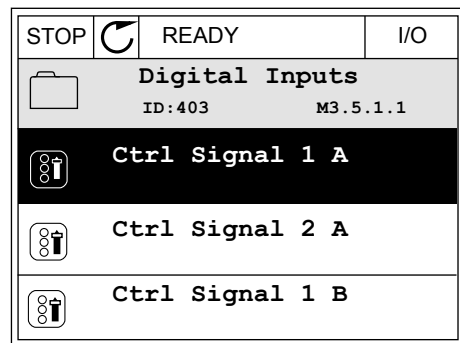 STOP READY I/O
Digital Inputs
ID:403 M3.5.1.1
Ctrl Signal 1 A
Ctrl Signal 2 A
Ctrl Signal 1 B